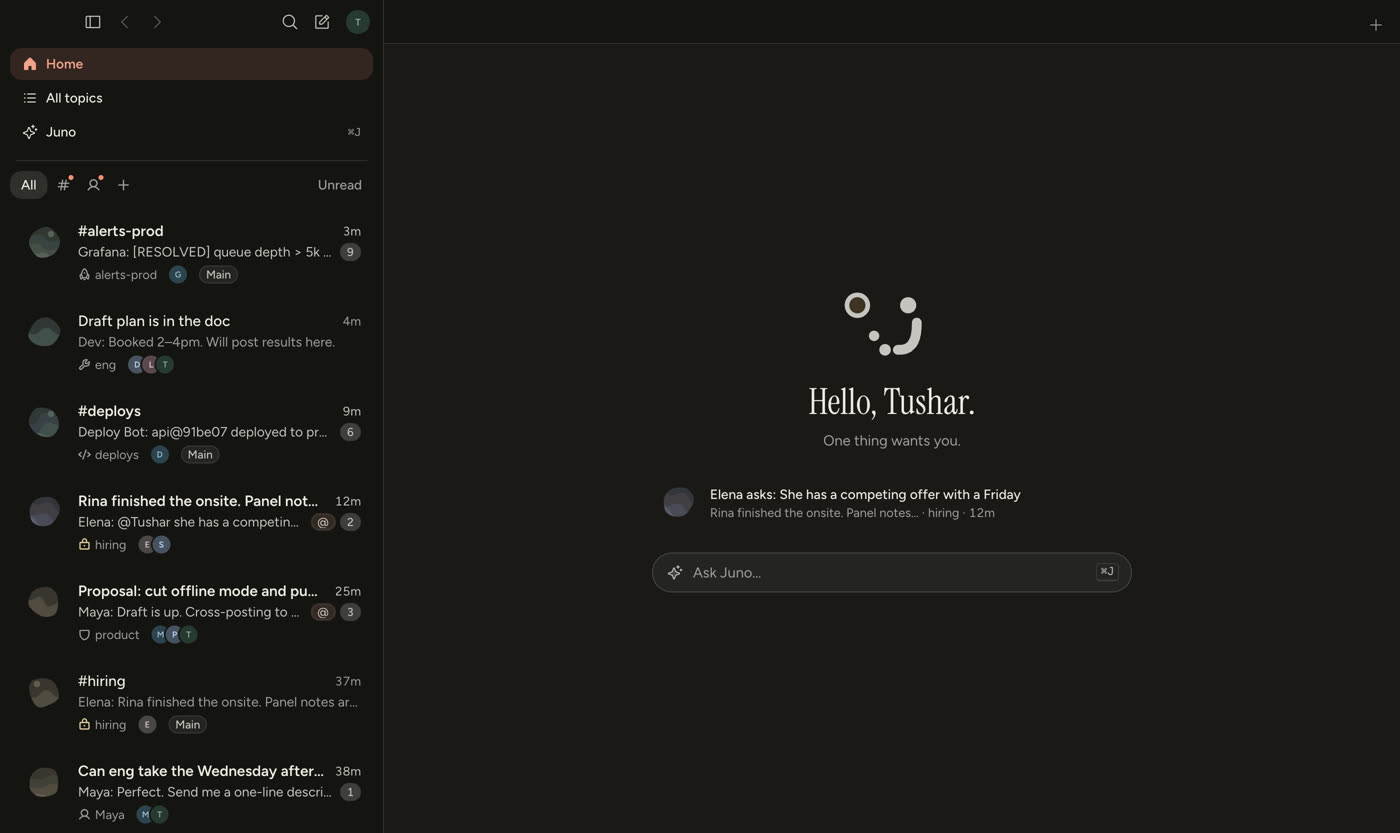 T
Home
All topics
Juno ⌘J
All # Unread
#alerts-prod 3m
Grafana: [RESOLVED] queue depth > 5k ... 9
alerts-prod G Main
Draft plan is in the doc 4m
Dev: Booked 2–4pm. Will post results here.
eng D L T
#deploys 9m
Deploy Bot: api@91be07 deployed to pr... 6
deploys D Main
Rina finished the onsite. Panel not... 12m
Elena: @Tushar she has a competin... @ 2
hiring E S
Proposal: cut offline mode and pu... 25m
Maya: Draft is up. Cross-posting to ... @ 3
product M P T
#hiring 37m
Elena: Rina finished the onsite. Panel notes ar...
hiring E Main
Can eng take the Wednesday after... 38m
Maya: Perfect. Send me a one-line descri... 1
Maya M T
Hello, Tushar.
One thing wants you.
Elena asks: She has a competing offer with a Friday
Rina finished the onsite. Panel notes... · hiring · 12m
Ask Juno... ⌘J